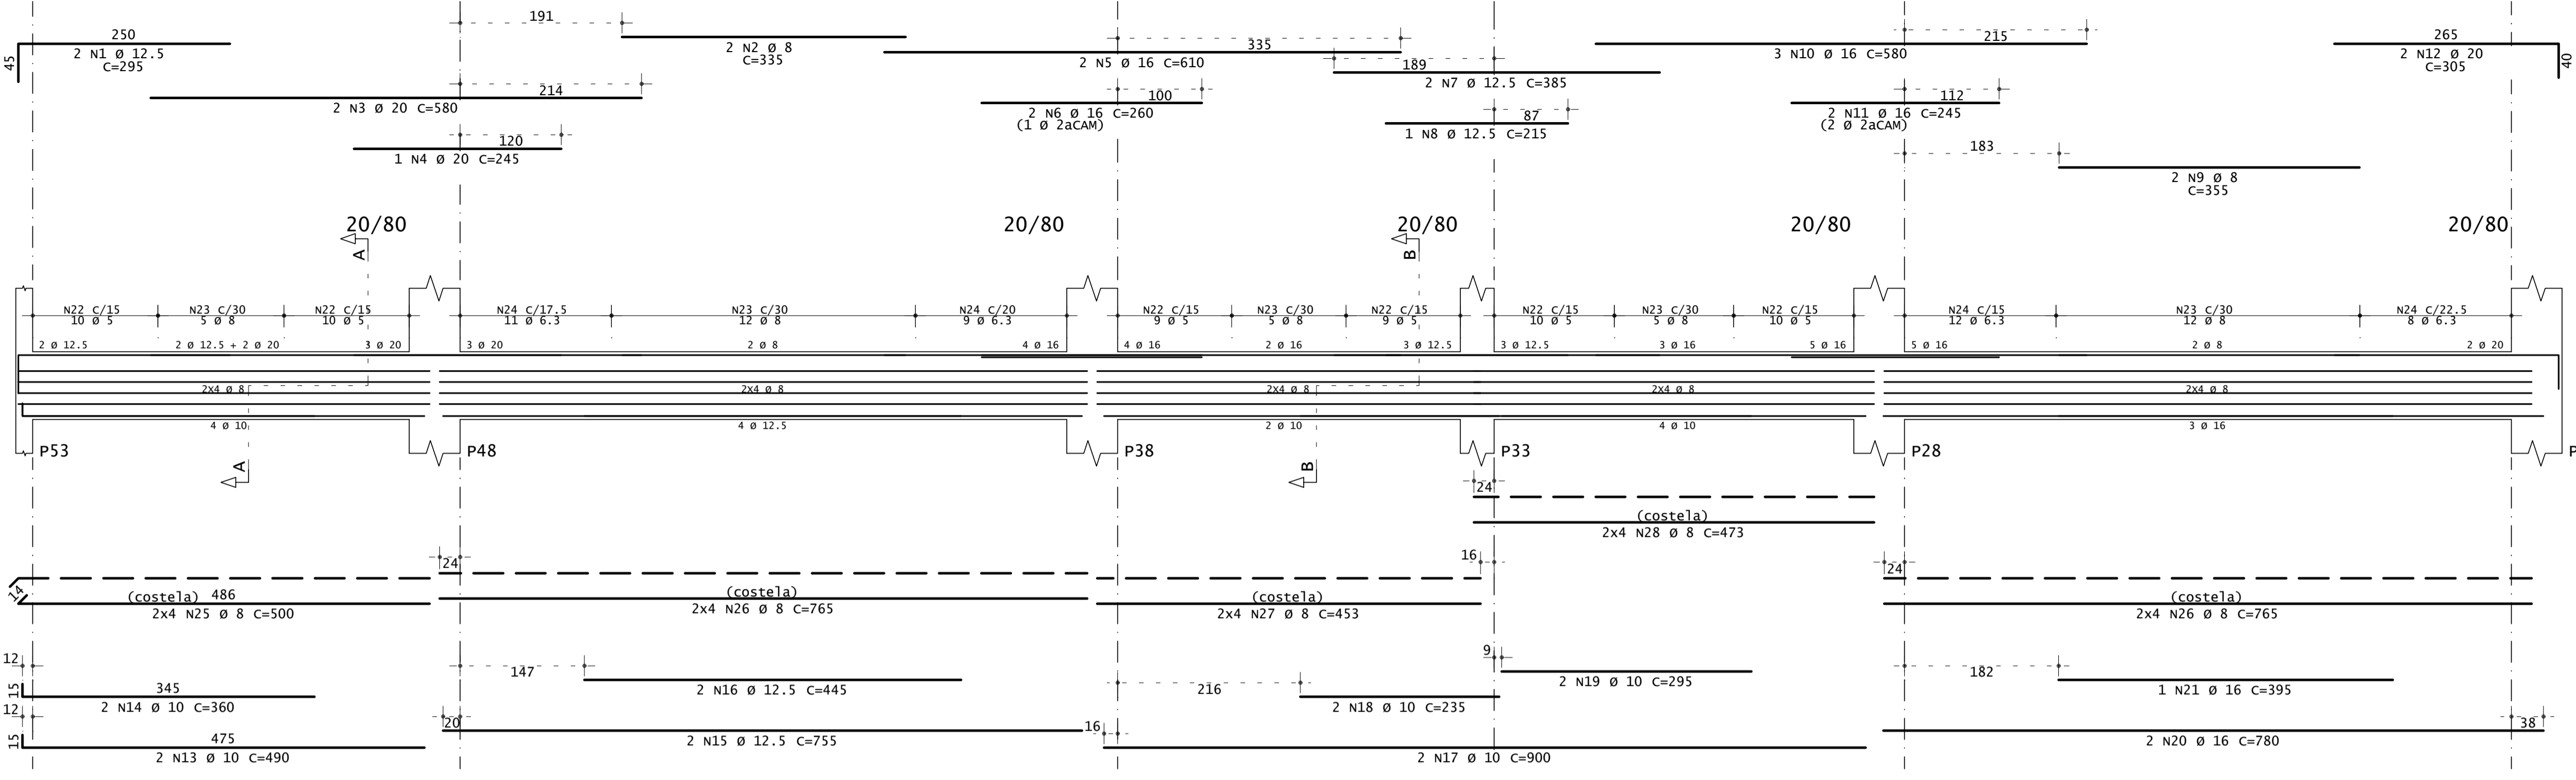 191
250
2 N1 Ø 12.5
C=295
45
2 N2 Ø 8
C=335
335
2 N5 Ø 16 C=610
189
2 N7 Ø 12.5 C=385
215
3 N10 Ø 16 C=580
265
2 N12 Ø 20
C=305
40
214
2 N3 Ø 20 C=580
100
2 N6 Ø 16 C=260
(1 Ø 2aCAM)
87
1 N8 Ø 12.5 C=215
112
2 N11 Ø 16 C=245
(2 Ø 2aCAM)
120
1 N4 Ø 20 C=245
183
2 N9 Ø 8
C=355
20/80
20/80
20/80
20/80
20/80
A
B
N22 C/15
10 Ø 5
N23 C/30
5 Ø 8
N22 C/15
10 Ø 5
N24 C/17.5
11 Ø 6.3
N23 C/30
12 Ø 8
N24 C/20
9 Ø 6.3
N22 C/15
9 Ø 5
N23 C/30
5 Ø 8
N22 C/15
9 Ø 5
N22 C/15
10 Ø 5
N23 C/30
5 Ø 8
N22 C/15
10 Ø 5
N24 C/15
12 Ø 6.3
N23 C/30
12 Ø 8
N24 C/22.5
8 Ø 6.3
2 Ø 12.5
2 Ø 12.5 + 2 Ø 20
3 Ø 20
3 Ø 20
2 Ø 8
4 Ø 16
4 Ø 16
2 Ø 16
3 Ø 12.5
3 Ø 12.5
3 Ø 16
5 Ø 16
5 Ø 16
2 Ø 8
2 Ø 20
2x4 Ø 8
2x4 Ø 8
2x4 Ø 8
2x4 Ø 8
2x4 Ø 8
4 Ø 10
4 Ø 12.5
2 Ø 10
4 Ø 10
3 Ø 16
P53
P48
P38
P33
P28
P
A
B
24
(costela)
2x4 N28 Ø 8 C=473
14
(costela) 486
2x4 N25 Ø 8 C=500
24
(costela)
2x4 N26 Ø 8 C=765
16
(costela)
2x4 N27 Ø 8 C=453
24
(costela)
2x4 N26 Ø 8 C=765
12
15
345
2 N14 Ø 10 C=360
147
2 N16 Ø 12.5 C=445
216
2 N18 Ø 10 C=235
9
2 N19 Ø 10 C=295
182
1 N21 Ø 16 C=395
12
15
475
2 N13 Ø 10 C=490
20
2 N15 Ø 12.5 C=755
16
2 N17 Ø 10 C=900
38
2 N20 Ø 16 C=780